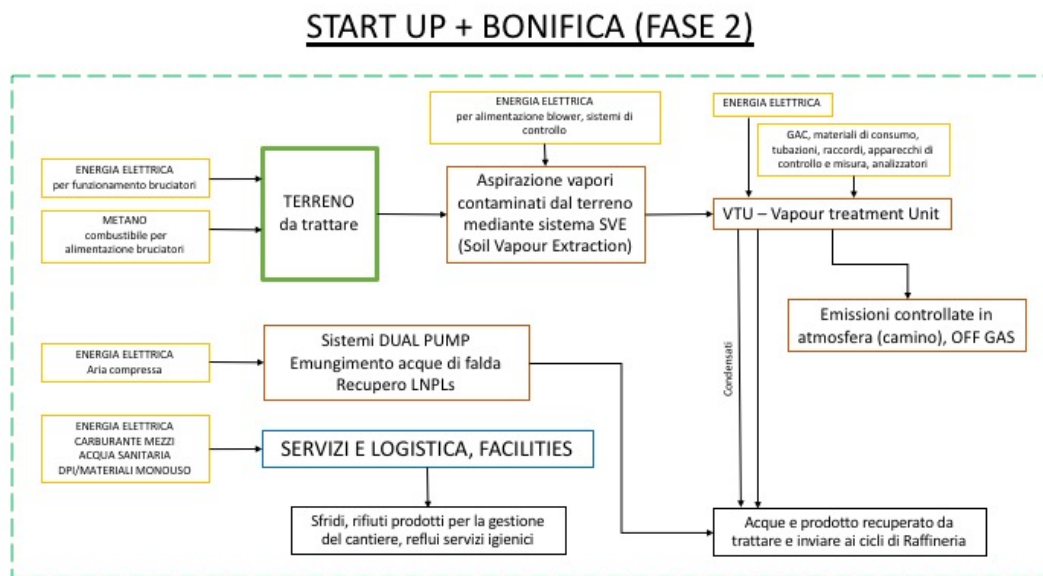 START UP + BONIFICA (FASE 2)
ENERGIA ELETTRICA
per alimentazione blower, sistemi di
controllo
ENERGIA ELETTRICA
GAC, materiali di consumo,
tubazioni, raccordi, apparecchi di
controllo e misura, analizzatori
ENERGIA ELETTRICA
per funzionamento bruciatori
METANO
combustibile per
alimentazione bruciatori
TERRENO
da trattare
Aspirazione vapori
contaminati dal terreno
mediante sistema SVE
(Soil Vapour Extraction)
VTU – Vapour treatment Unit
Emissioni controllate in
atmosfera (camino), OFF GAS
ENERGIA ELETTRICA
Aria compressa
Sistemi DUAL PUMP
Emungimento acque di falda
Recupero LNPLs
Condensati
ENERGIA ELETTRICA
CARBURANTE MEZZI
ACQUA SANITARIA
DPI/MATERIALI MONOUSO
SERVIZI E LOGISTICA, FACILITIES
Sfridi, rifiuti prodotti per la gestione
del cantiere, reflui servizi igienici
Acque e prodotto recuperato da
trattare e inviare ai cicli di Raffineria